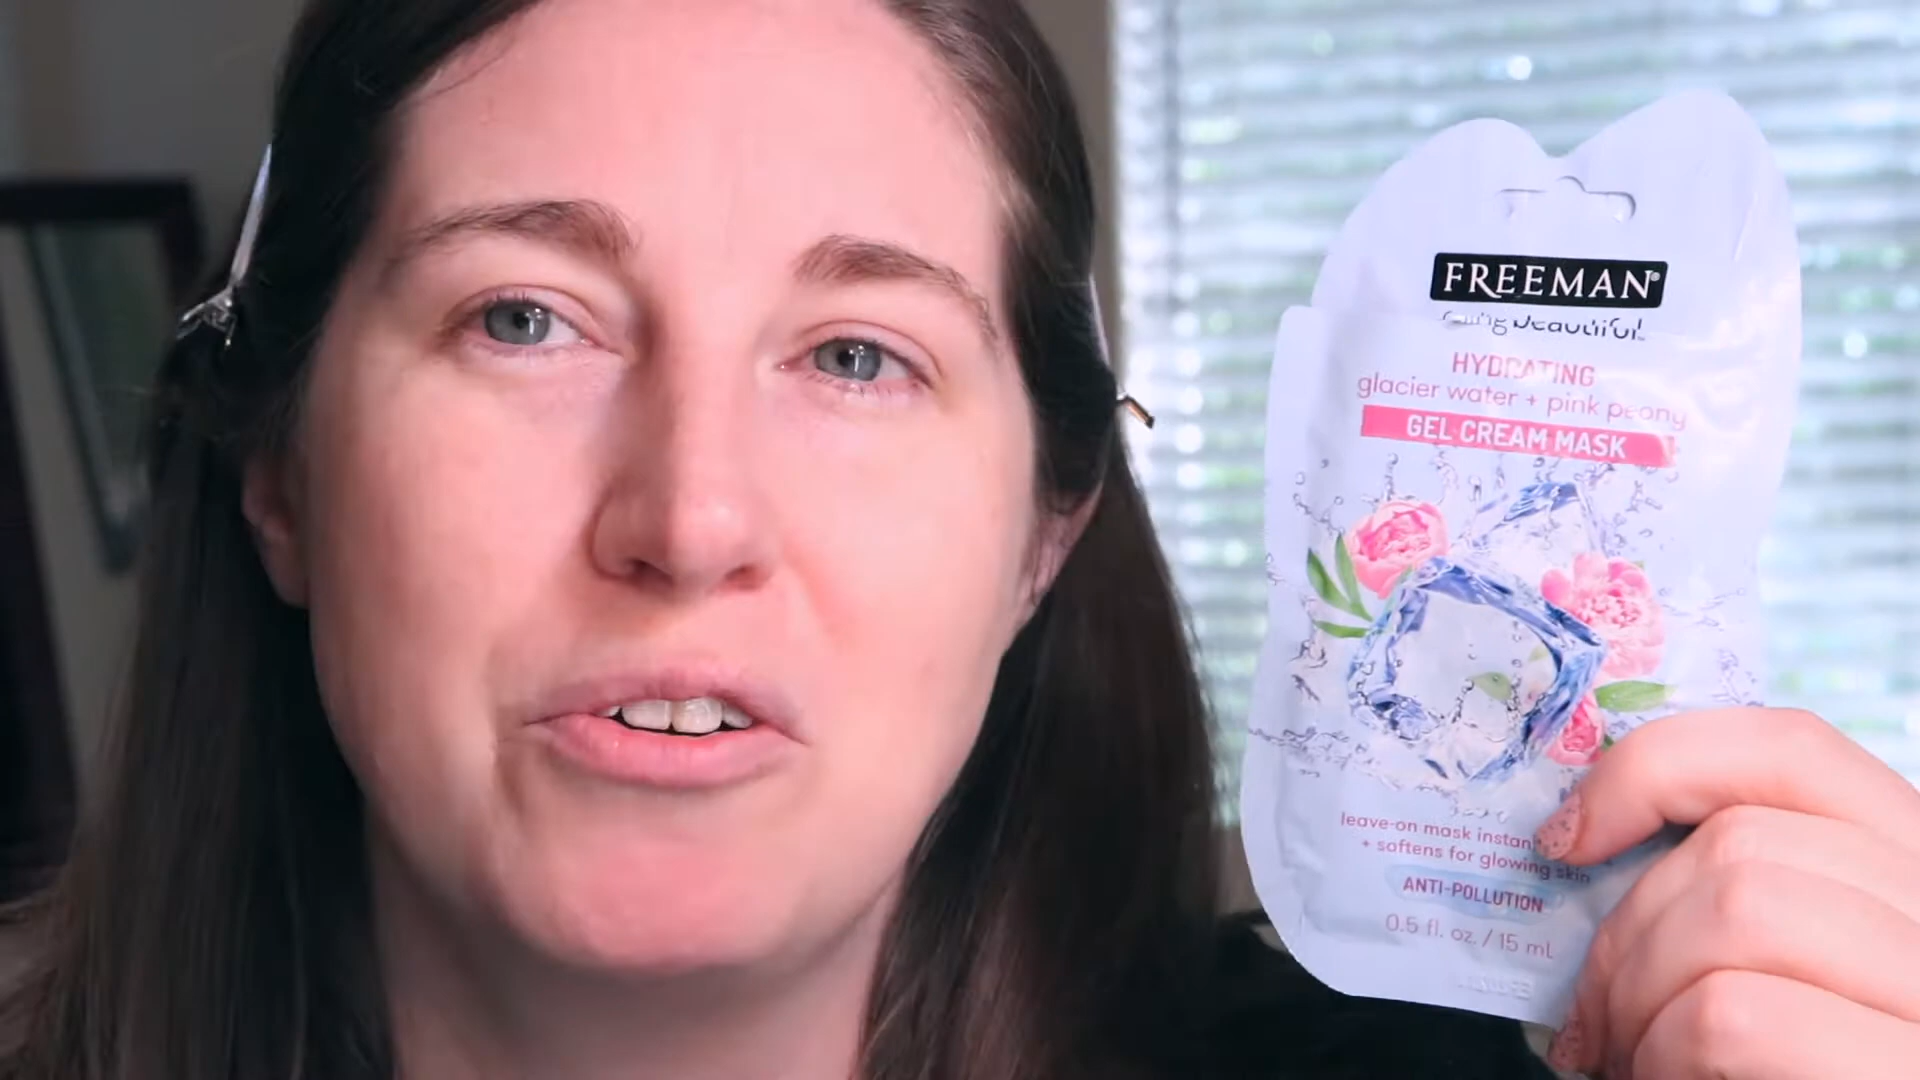 FREEMAN®
beautiful
HYDRATING
glacier water + pink peony
GEL CREAM MASK
leave-on mask
+ softens for glowing skin
ANTI-POLLUTION
0.5 fl. oz. / 15 mL